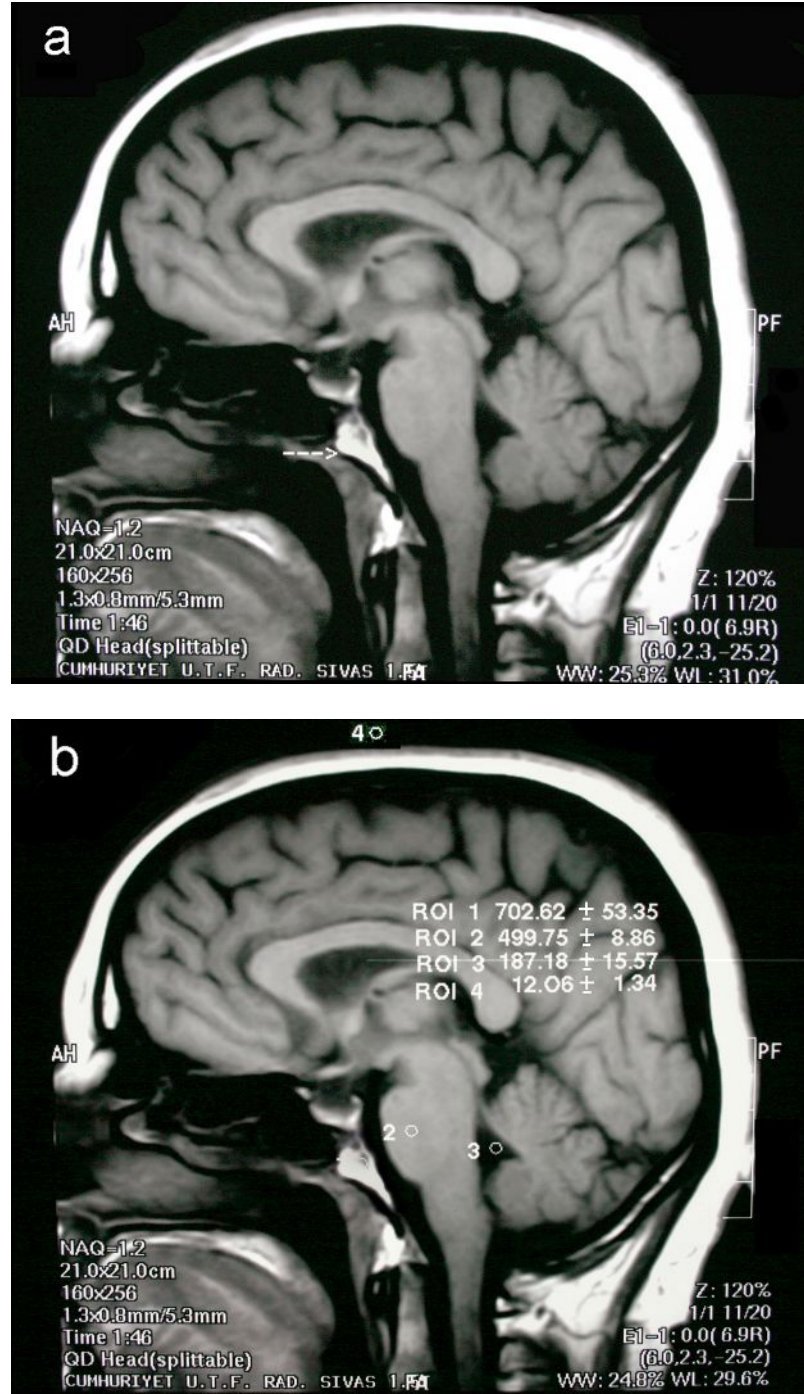 a
AH
PF
NAQ-1.2
21.0x21.0cm
160x256
1.3x0.8mm/5.3mm
Time 1:46
QD Head(splittable)
CUMHURIYET U.T.F. RAD. SIVAS
Z: 120%
1/1 11/20
E1-1: 0.0( 6.9R)
(6.0,2.3,-25.2)
WW: 25.3% WL: 31.0%
4
b
ROI 1 702.62 ± 53.35
ROI 2 499.75 ± 8.86
ROI 3 187.18 ± 15.57
ROI 4 12.06 ± 1.34
AH
PF
2
3
NAQ-1.2
21.0x21.0cm
160x256
1.3x0.8mm/5.3mm
Time 1:46
QD Head(splittable)
CUMHURIYET U.T.F. RAD. SIVAS
Z: 120%
1/1 11/20
E1-1: 0.0( 6.9R)
(6.0,2.3,-25.2)
WW: 24.8% WL: 29.6%